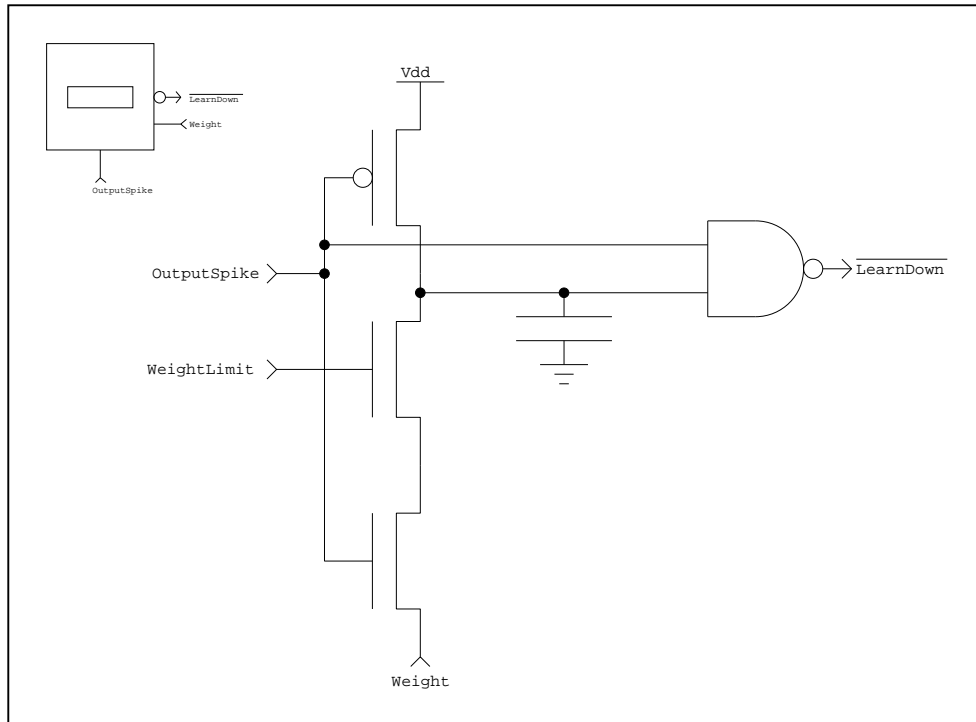 LearnDown
Weight
OutputSpike
Vdd
OutputSpike
LearnDown
WeightLimit
Weight